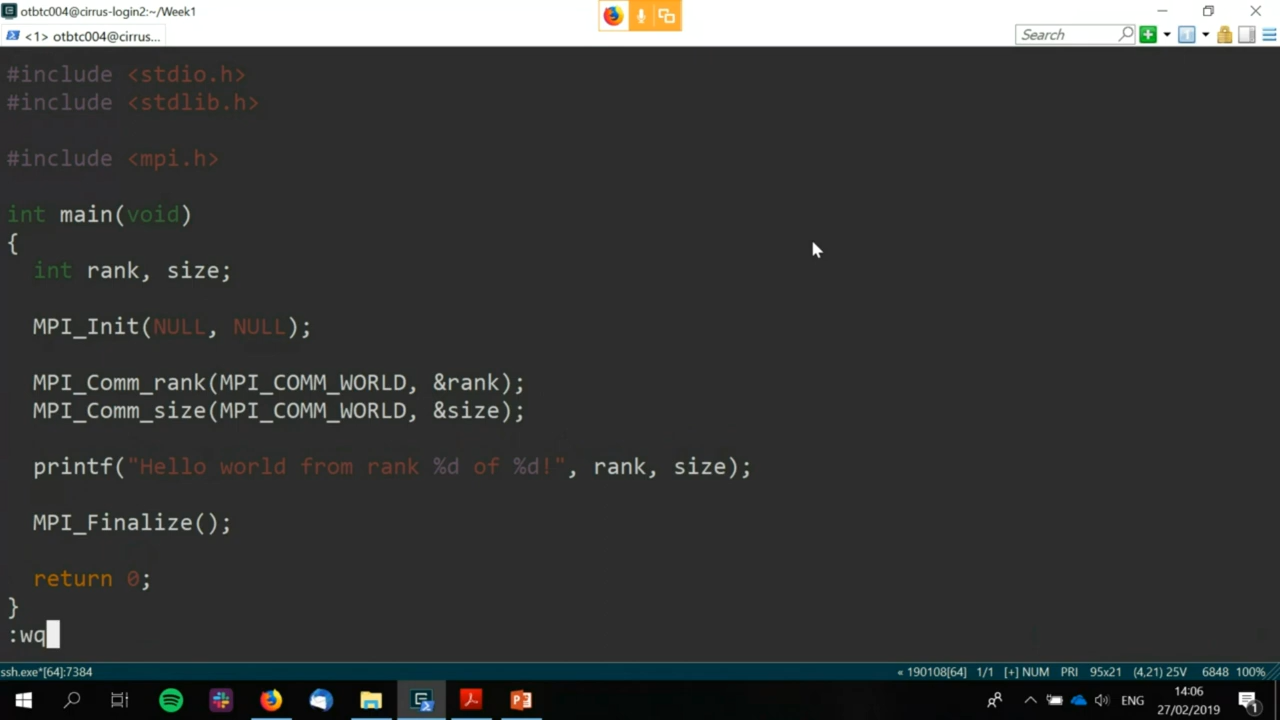 otbtc004@cirrus-login2:~/Week1
<1> otbtc004@cirrus...
Search
#include <stdio.h>
#include <stdlib.h>
#include <mpi.h>
int main(void)
{
int rank, size;
MPI_Init(NULL, NULL);
MPI_Comm_rank(MPI_COMM_WORLD, &rank);
MPI_Comm_size(MPI_COMM_WORLD, &size);
printf("Hello world from rank %d of %d!", rank, size);
MPI_Finalize();
return 0;
}
:wq
ssh.exe*[64]:7384
« 190108[64] 1/1 [+] NUM PRI 95x21 (4,21) 25V 6848 100%
ENG
14:06
27/02/2019
1